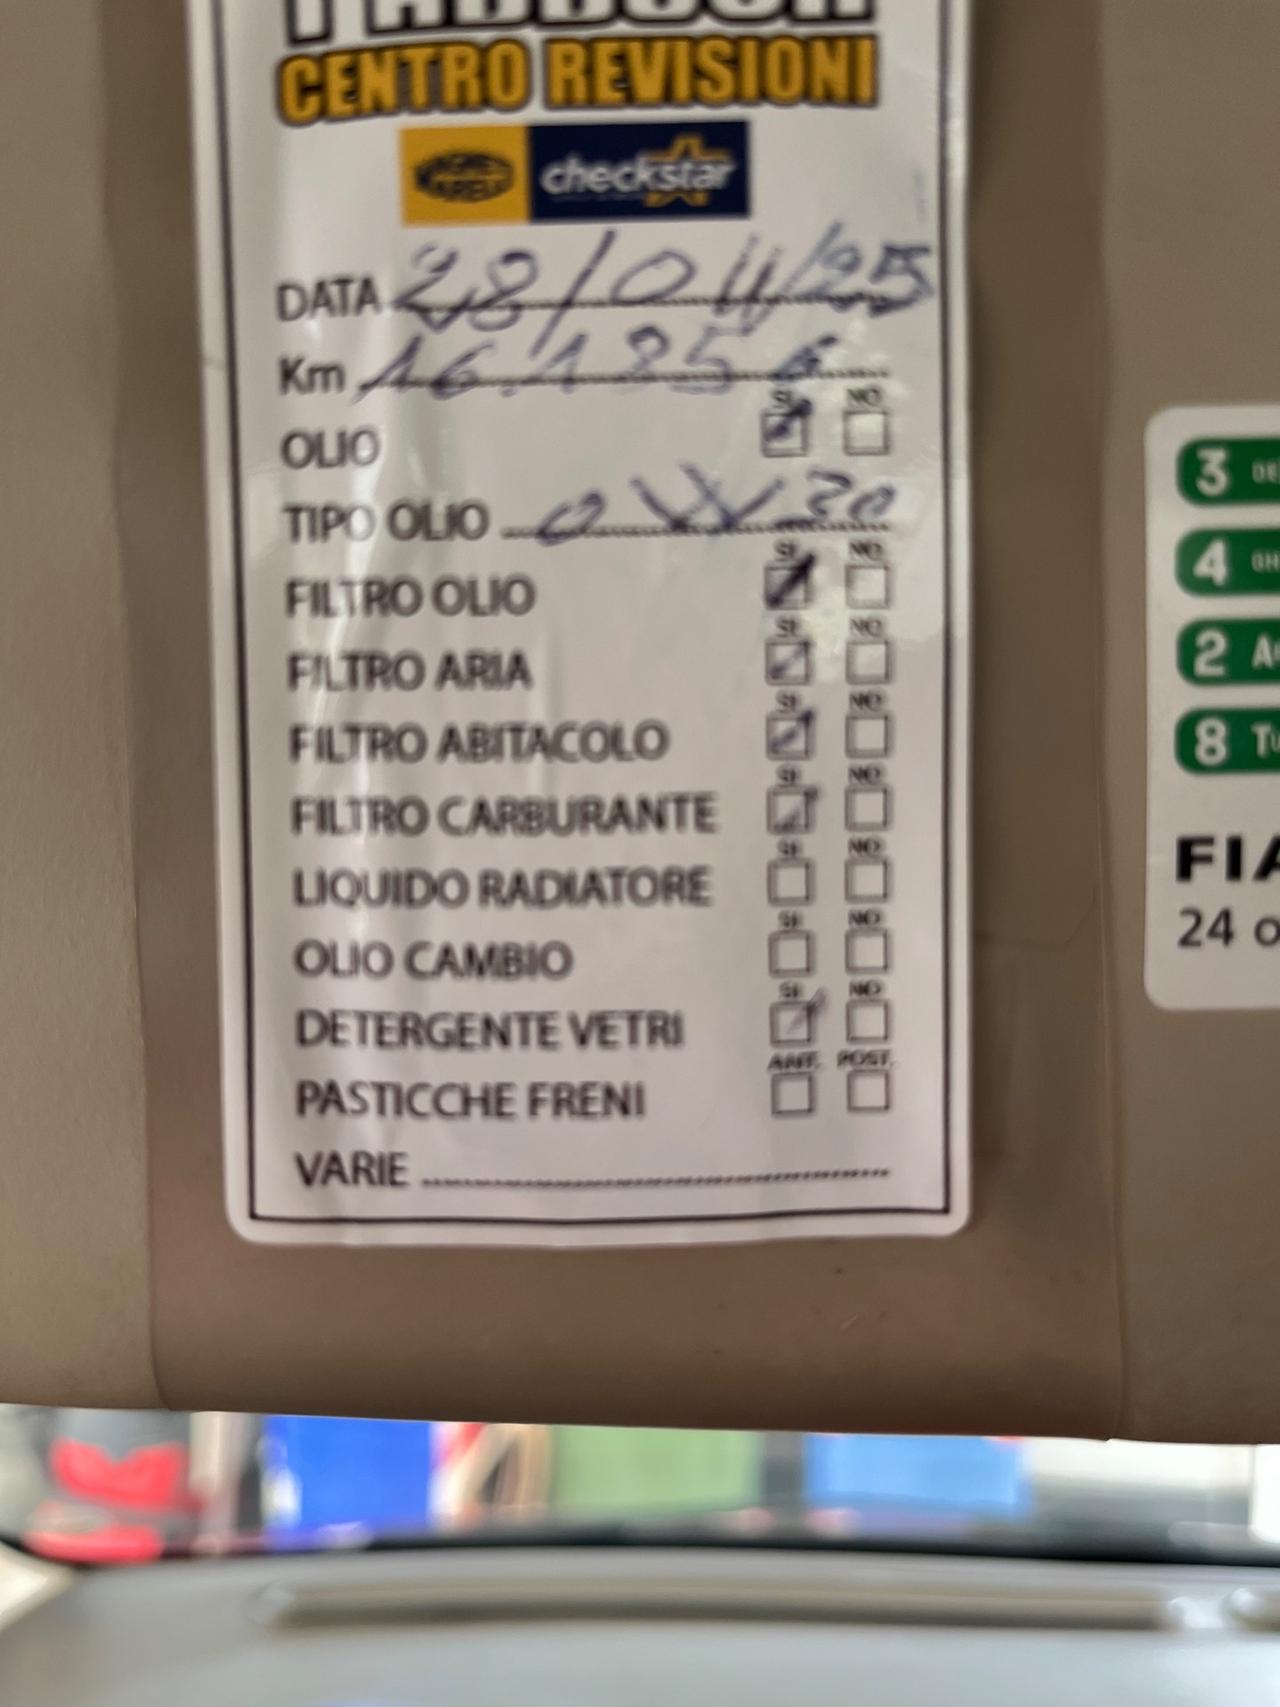 CENTRO REVISIONI
MAGNETI MARELLI checkstar
DATA 28/04/25
Km
SI NO
OLIO
TIPO OLIO 0W30
SI NO
FILTRO OLIO
SI NO
FILTRO ARIA
SI NO
FILTRO ABITACOLO
SI NO
FILTRO CARBURANTE
SI NO
LIQUIDO RADIATORE
SI NO
OLIO CAMBIO
SI NO
DETERGENTE VETRI
ANT. POST.
PASTICCHE FRENI
VARIE
3
4
2
8
24